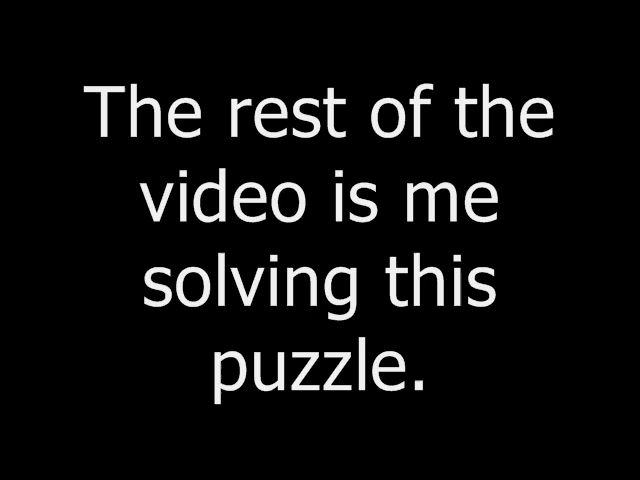 The rest of the
video is me
solving this
puzzle.